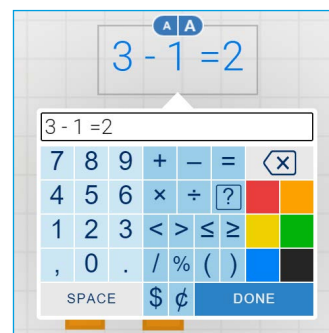 A A
3 - 1 =2
3 - 1 =2
7 8 9 + – =
4 5 6 × ÷ ?
1 2 3 < > ≤ ≥
, 0 . / % ( )
SPACE $ ¢ DONE